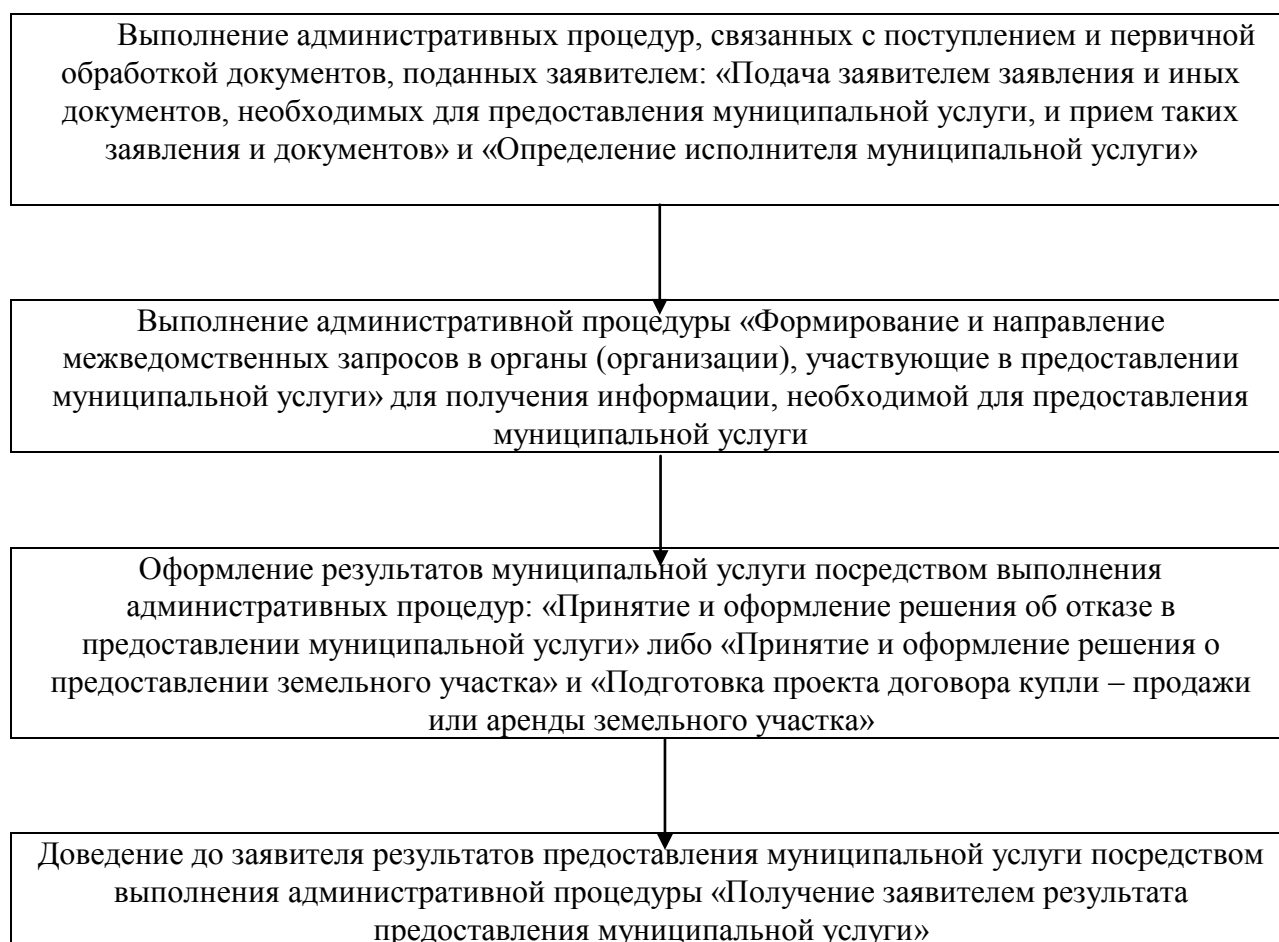 Выполнение административных процедур, связанных с поступлением и первичной
обработкой документов, поданных заявителем: «Подача заявителем заявления и иных
документов, необходимых для предоставления муниципальной услуги, и прием таких
заявления и документов» и «Определение исполнителя муниципальной услуги»
Выполнение административной процедуры «Формирование и направление
межведомственных запросов в органы (организации), участвующие в предоставлении
муниципальной услуги» для получения информации, необходимой для предоставления
муниципальной услуги
Оформление результатов муниципальной услуги посредством выполнения
административных процедур: «Принятие и оформление решения об отказе в
предоставлении муниципальной услуги» либо «Принятие и оформление решения о
предоставлении земельного участка» и «Подготовка проекта договора купли – продажи
или аренды земельного участка»
Доведение до заявителя результатов предоставления муниципальной услуги посредством
выполнения административной процедуры «Получение заявителем результата
предоставления муниципальной услуги»